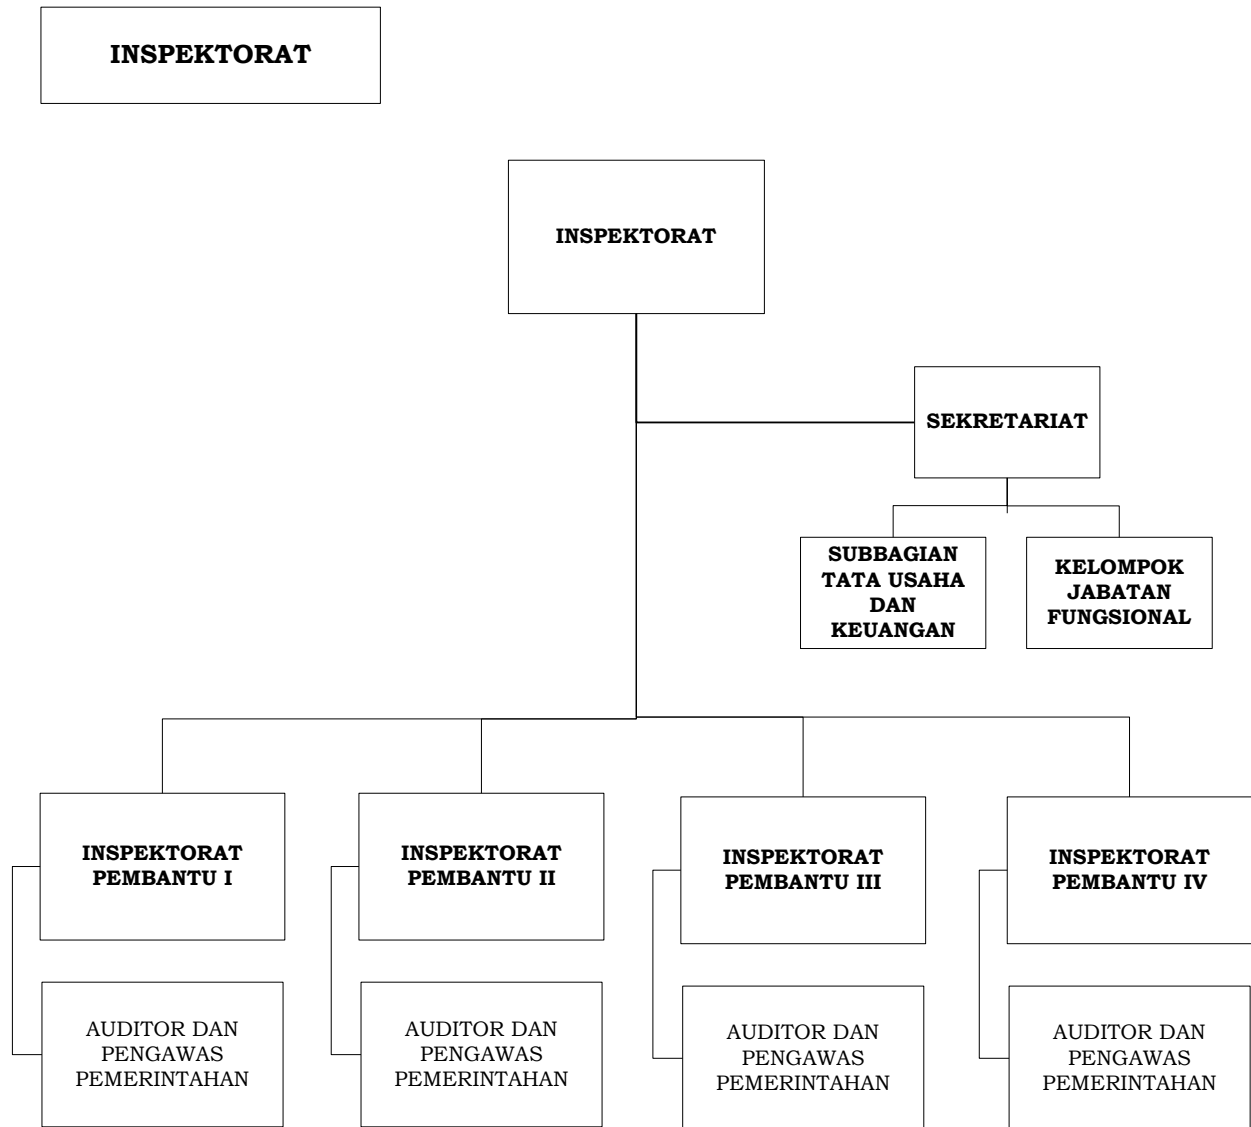 INSPEKTORAT
INSPEKTORAT
SEKRETARIAT
SUBBAGIAN
TATA USAHA
DAN
KEUANGAN
KELOMPOK
JABATAN
FUNGSIONAL
INSPEKTORAT
PEMBANTU I
INSPEKTORAT
PEMBANTU II
INSPEKTORAT
PEMBANTU III
INSPEKTORAT
PEMBANTU IV
AUDITOR DAN
PENGAWAS
PEMERINTAHAN
AUDITOR DAN
PENGAWAS
PEMERINTAHAN
AUDITOR DAN
PENGAWAS
PEMERINTAHAN
AUDITOR DAN
PENGAWAS
PEMERINTAHAN